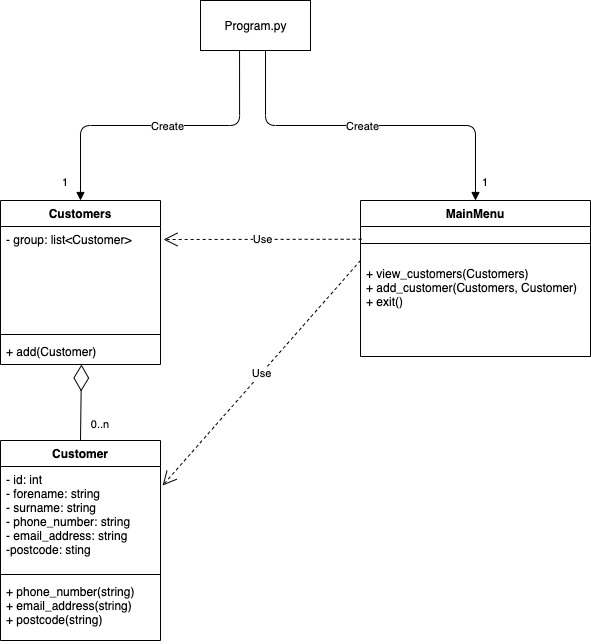 Program.py
Create
Create
1
1
Customers
- group: list<Customer>
+ add(Customer)
MainMenu
+ view_customers(Customers)
+ add_customer(Customers, Customer)
+ exit()
Use
Use
0..n
Customer
- id: int
- forename: string
- surname: string
- phone_number: string
- email_address: string
-postcode: sting
+ phone_number(string)
+ email_address(string)
+ postcode(string)